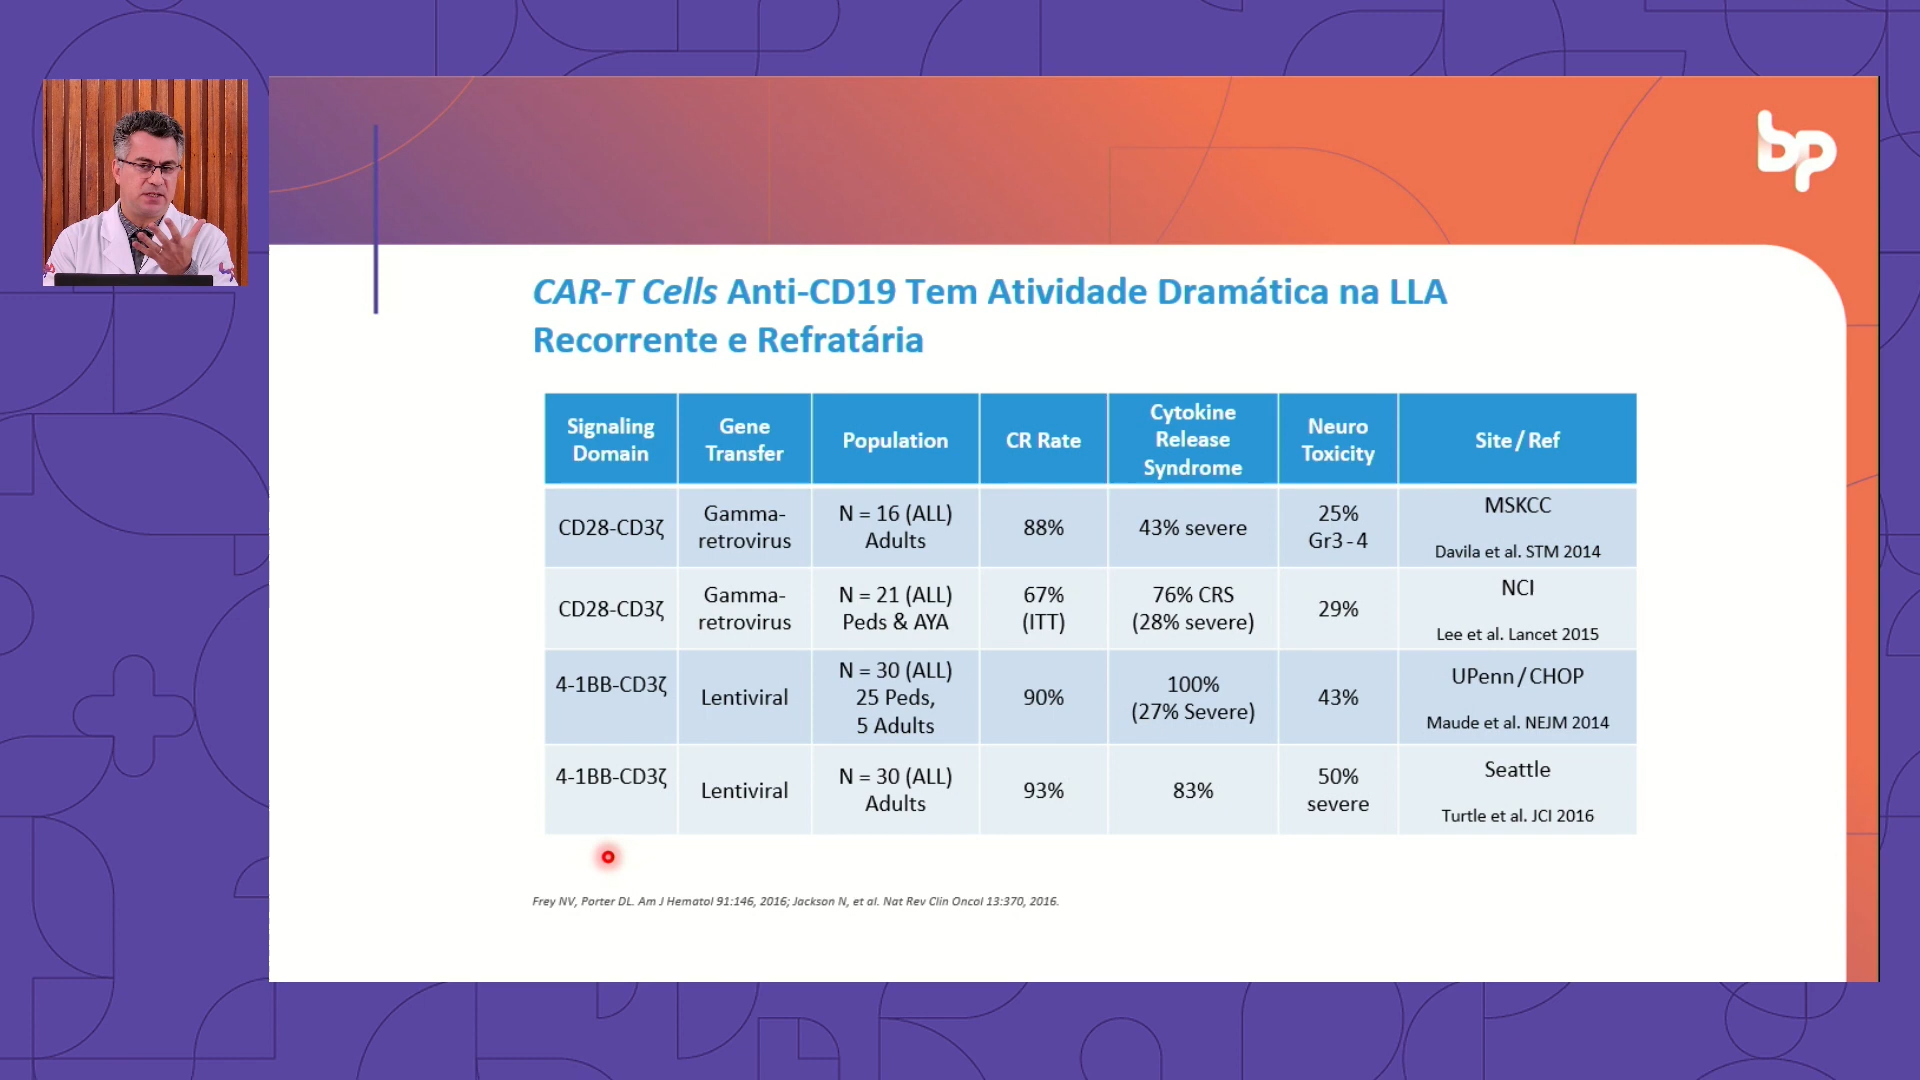 bp
CAR-T Cells Anti-CD19 Tem Atividade Dramática na LLA
Recorrente e Refratária
Signaling
Domain
Gene
Transfer
Population
CR Rate
Cytokine
Release
Syndrome
Neuro
Toxicity
Site / Ref
CD28-CD3ζ
Gamma-
retrovirus
N = 16 (ALL)
Adults
88%
43% severe
25%
Gr3 - 4
MSKCC
Davila et al. STM 2014
CD28-CD3ζ
Gamma-
retrovirus
N = 21 (ALL)
Peds & AYA
67%
(ITT)
76% CRS
(28% severe)
29%
NCI
Lee et al. Lancet 2015
4-1BB-CD3ζ
Lentiviral
N = 30 (ALL)
25 Peds,
5 Adults
90%
100%
(27% Severe)
43%
UPenn / CHOP
Maude et al. NEJM 2014
4-1BB-CD3ζ
Lentiviral
N = 30 (ALL)
Adults
93%
83%
50%
severe
Seattle
Turtle et al. JCI 2016
Frey NV, Porter DL. Am J Hematol 91:146, 2016; Jackson N, et al. Nat Rev Clin Oncol 13:370, 2016.